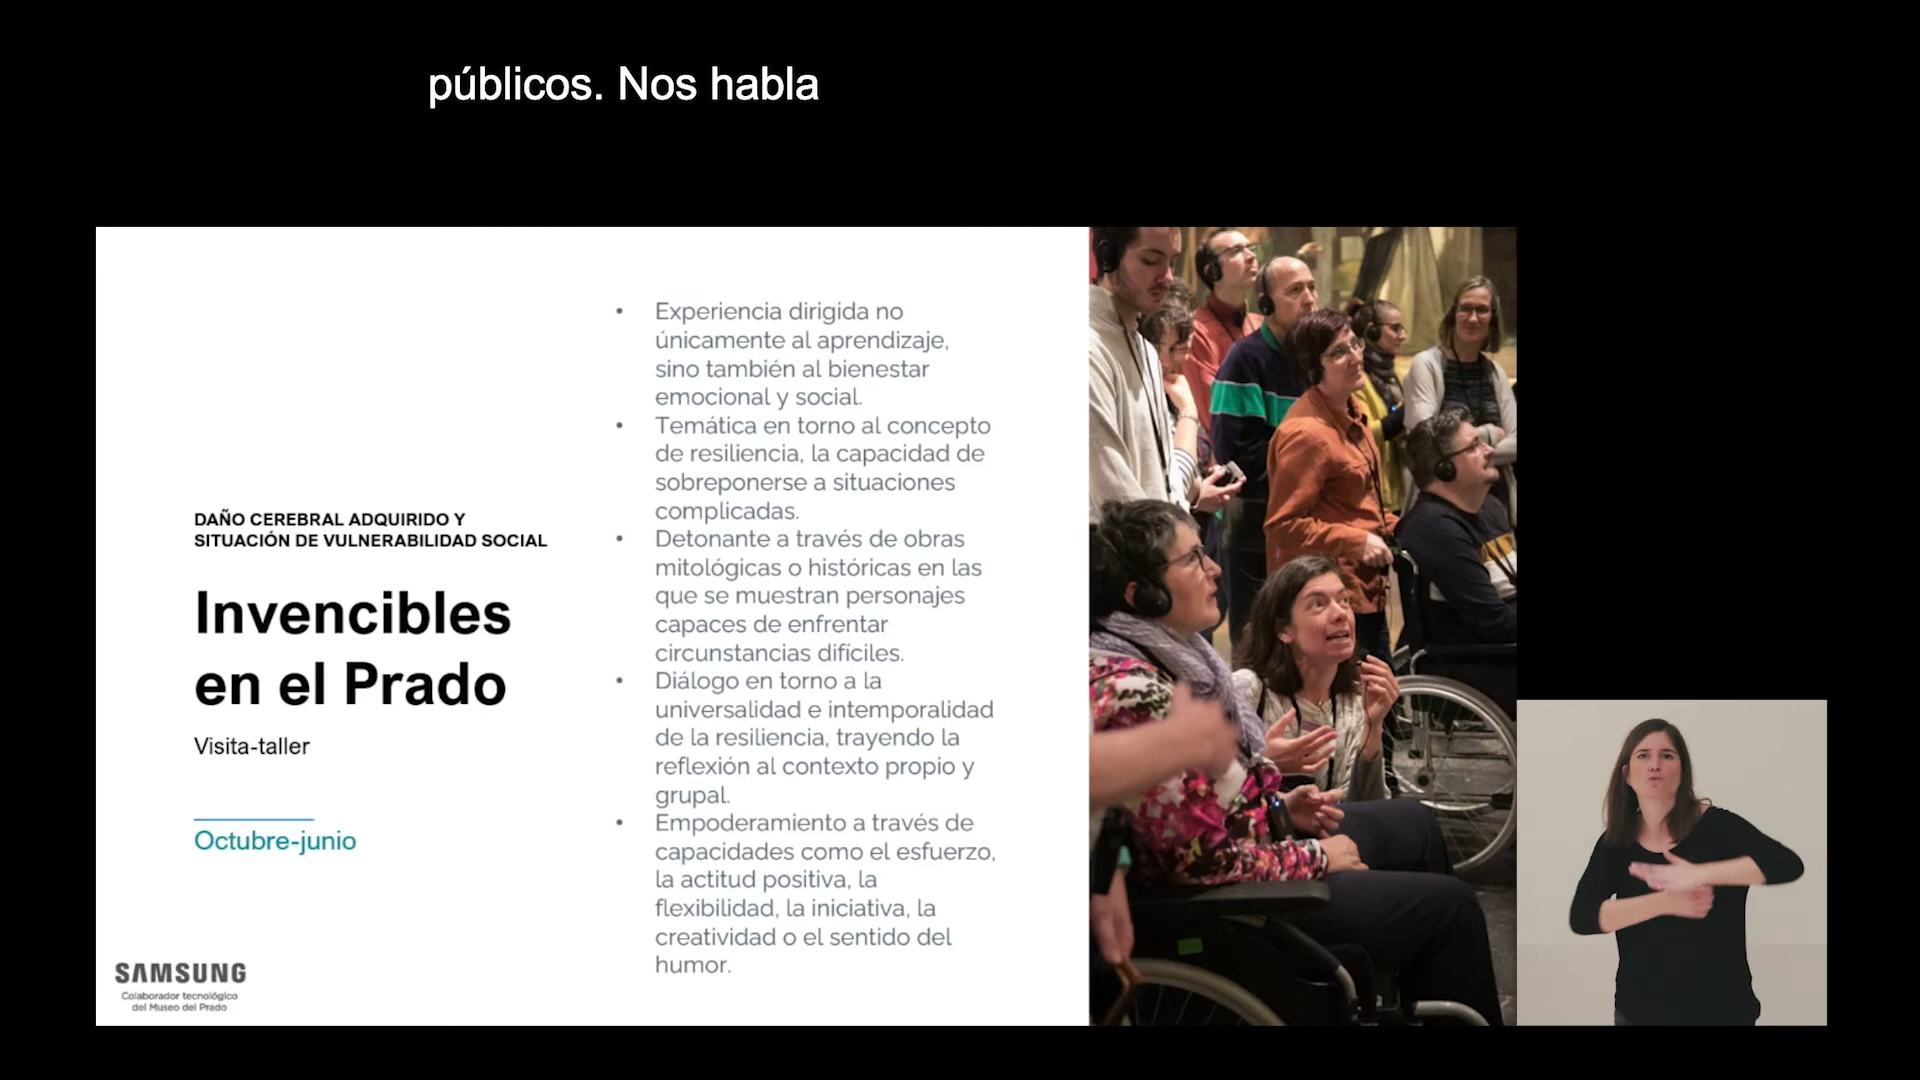 públicos. Nos habla
DAÑO CEREBRAL ADQUIRIDO Y
SITUACIÓN DE VULNERABILIDAD SOCIAL
Invencibles
en el Prado
Visita-taller
Octubre-junio
SAMSUNG
Colaborador tecnológico
del Museo del Prado
• Experiencia dirigida no
únicamente al aprendizaje,
sino también al bienestar
emocional y social.
• Temática en torno al concepto
de resiliencia, la capacidad de
sobreponerse a situaciones
complicadas.
• Detonante a través de obras
mitológicas o históricas en las
que se muestran personajes
capaces de enfrentar
circunstancias difíciles.
• Diálogo en torno a la
universalidad e intemporalidad
de la resiliencia, trayendo la
reflexión al contexto propio y
grupal.
• Empoderamiento a través de
capacidades como el esfuerzo,
la actitud positiva, la
flexibilidad, la iniciativa, la
creatividad o el sentido del
humor.